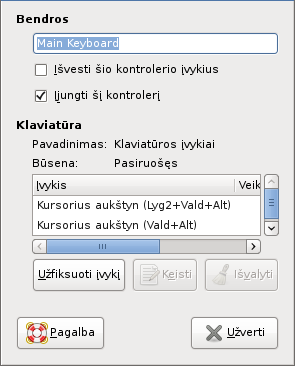 Bendros
Main Keyboard
Išvesti šio kontrolerio įvykius
Įjungti šį kontrolerį
Klaviatūra
Pavadinimas: Klaviatūros įvykiai
Būsena: Pasiruošęs
Įvykis Veik
Kursorius aukštyn (Lyg2+Vald+Alt)
Kursorius aukštyn (Vald+Alt)
Užfiksuoti įvykį Keisti Išvalyti
Pagalba Užverti